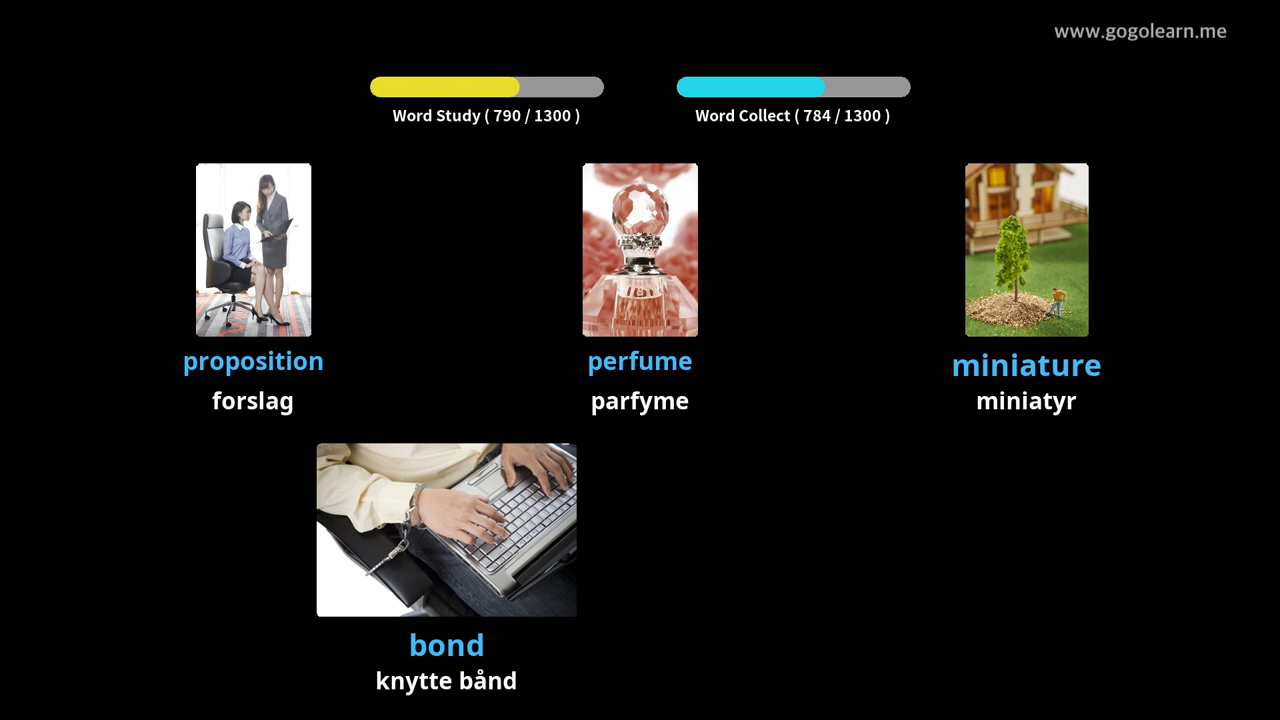 www.gogolearn.me
Word Study ( 790 / 1300 )
Word Collect ( 784 / 1300 )
proposition
forslag
perfume
parfyme
miniature
miniatyr
bond
knytte bånd